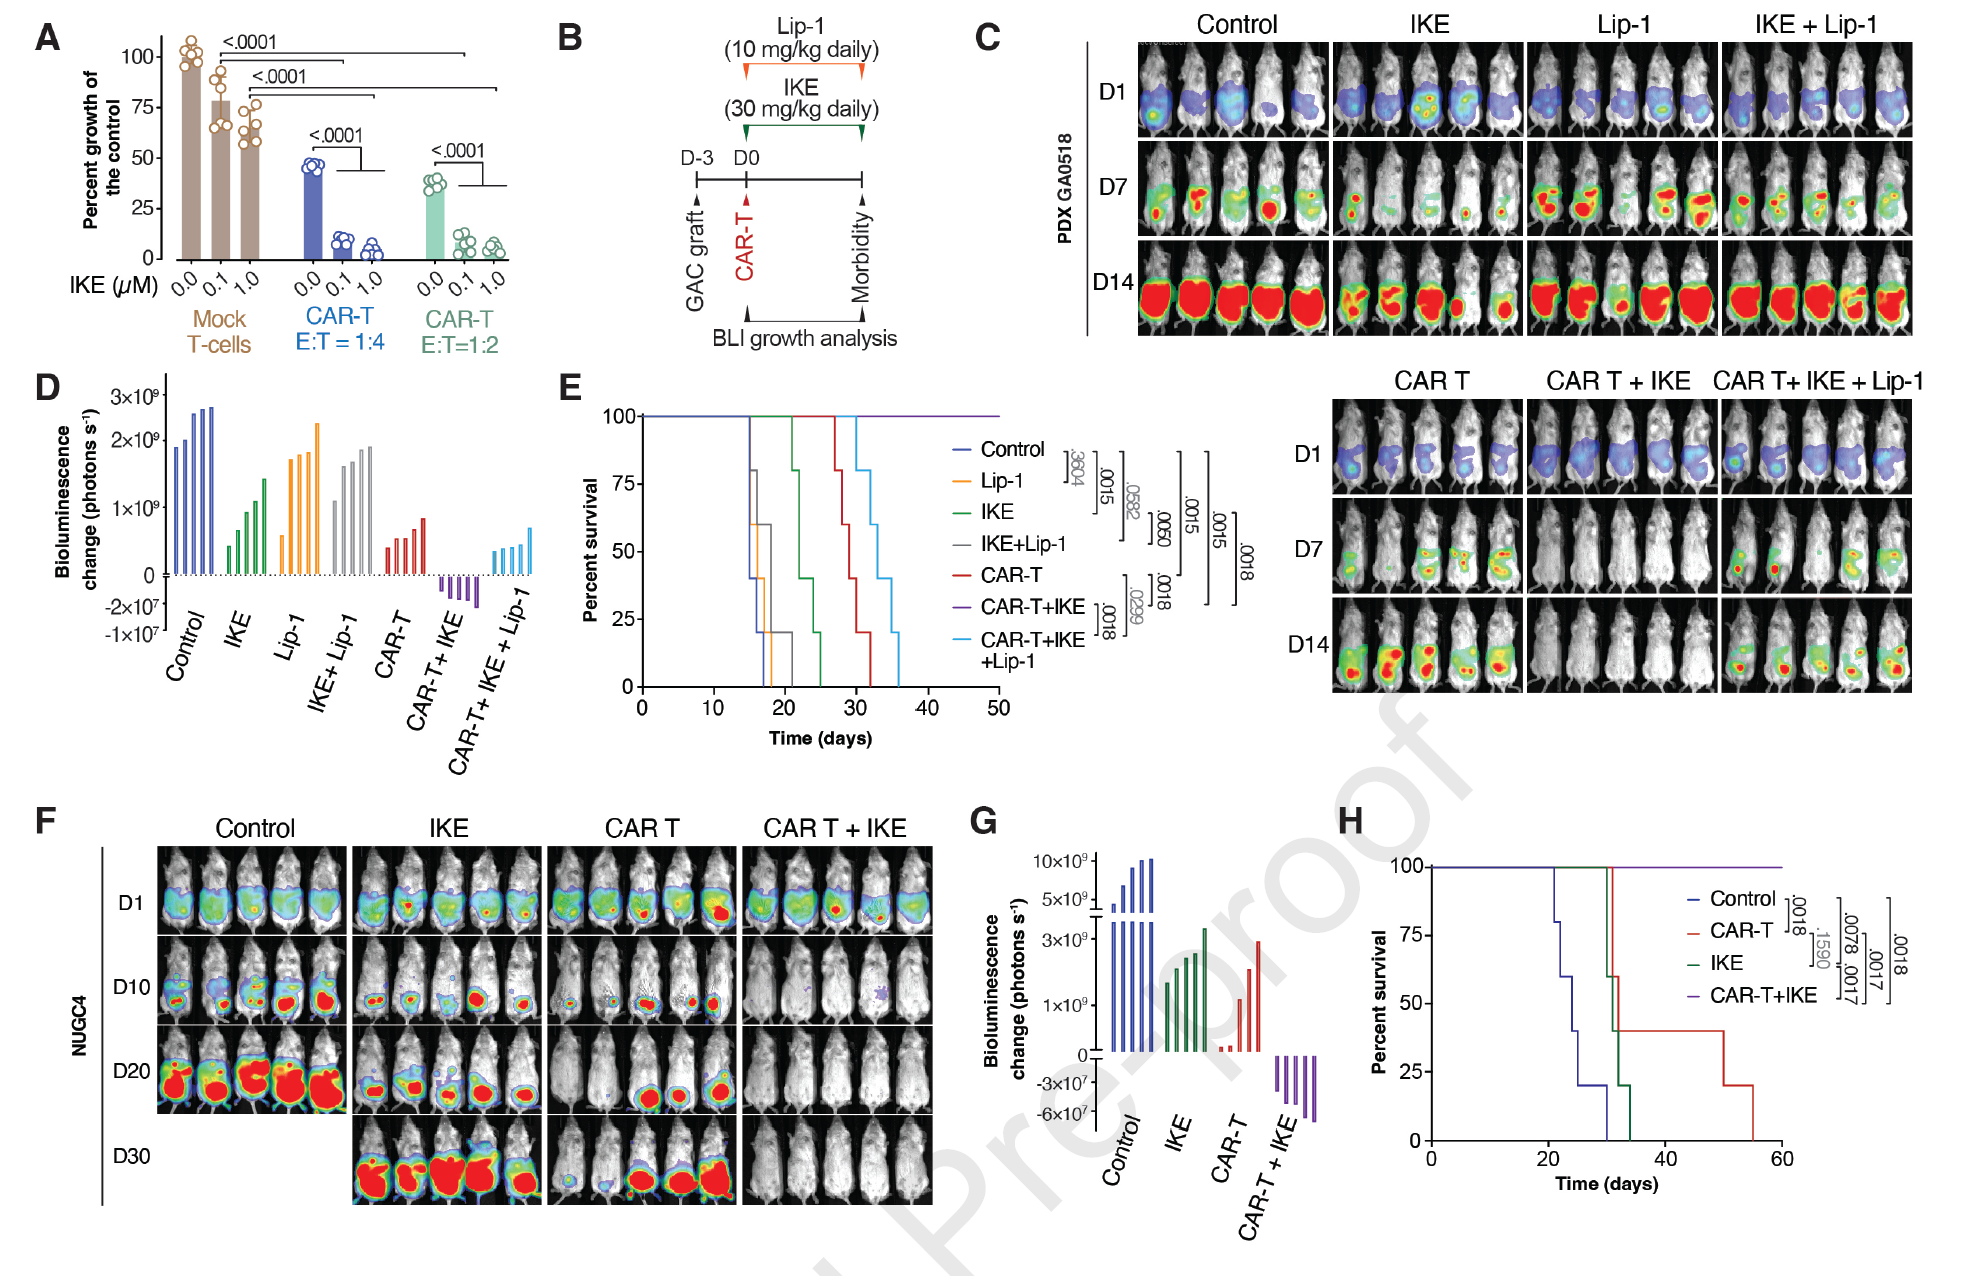 A
Percent growth of
the control
100
75
50
25
0
<.0001
<.0001
<.0001
<.0001
IKE (µM)
0.0 0.1 1.0 0.0 0.1 1.0 0.0 0.1 1.0
Mock
T-cells
CAR-T
E:T = 1:4
CAR-T
E:T=1:2
B
Lip-1
(10 mg/kg daily)
IKE
(30 mg/kg daily)
D-3 D0
GAC graft
CAR-T
Morbidity
BLI growth analysis
C
Control IKE Lip-1 IKE + Lip-1
PDX GA0518
D1
D7
D14
CAR T CAR T + IKE CAR T+ IKE + Lip-1
D1
D7
D14
D
Bioluminescence
change (photons s⁻¹)
3×10⁹
2×10⁹
1×10⁹
0
-2×10⁷
-1×10⁷
Control
IKE
Lip-1
IKE+ Lip-1
CAR-T
CAR-T+ IKE
CAR-T+ IKE + Lip-1
E
Percent survival
100
75
50
25
0
0 10 20 30 40 50
Time (days)
Control
Lip-1
IKE
IKE+Lip-1
CAR-T
CAR-T+IKE
CAR-T+IKE
+Lip-1
.3604
.0015
.0582
.0050
.0015
.0015
.0018
.0018
.0299
.0018
F
Control IKE CAR T CAR T + IKE
NUGC4
D1
D10
D20
D30
G
Bioluminescence
change (photons s⁻¹)
10×10⁹
5×10⁹
3×10⁹
1×10⁹
0
-3×10⁷
-6×10⁷
Control
IKE
CAR-T
CAR-T + IKE
H
Percent survival
100
75
50
25
0
0 20 40 60
Time (days)
Control
CAR-T
IKE
CAR-T+IKE
.0018
.1590
.0078
.0017
.0017
.0018
Pre-proof